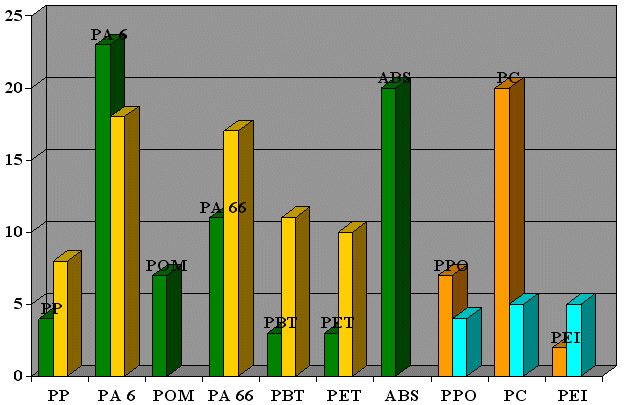 25
20
15
10
5
0
PP
PA 6
POM
PA 66
PBT
PET
ABS
PPO
PC
PEI
PP PA 6 POM PA 66 PBT PET ABS PPO PC PEI